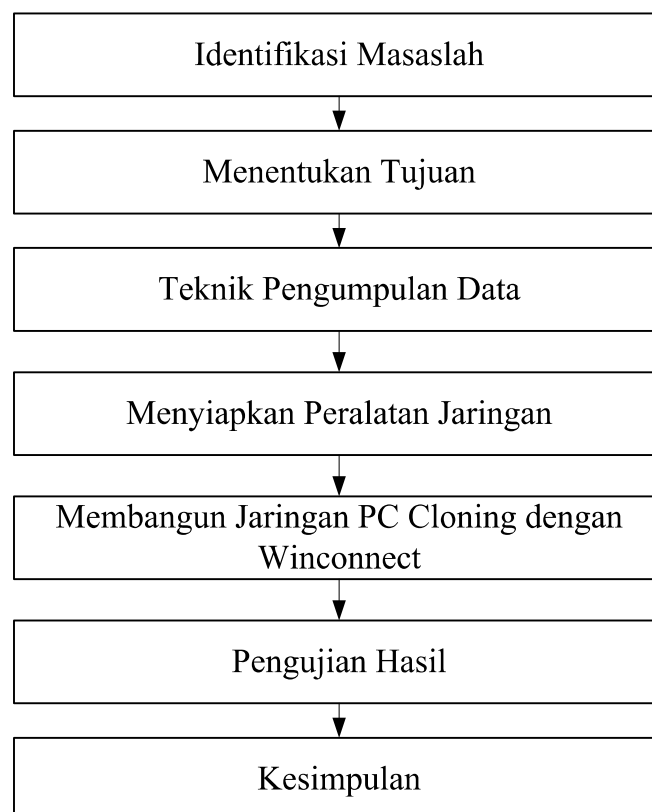 Identifikasi Masaslah
Menentukan Tujuan
Teknik Pengumpulan Data
Menyiapkan Peralatan Jaringan
Membangun Jaringan PC Cloning dengan
Winconnect
Pengujian Hasil
Kesimpulan